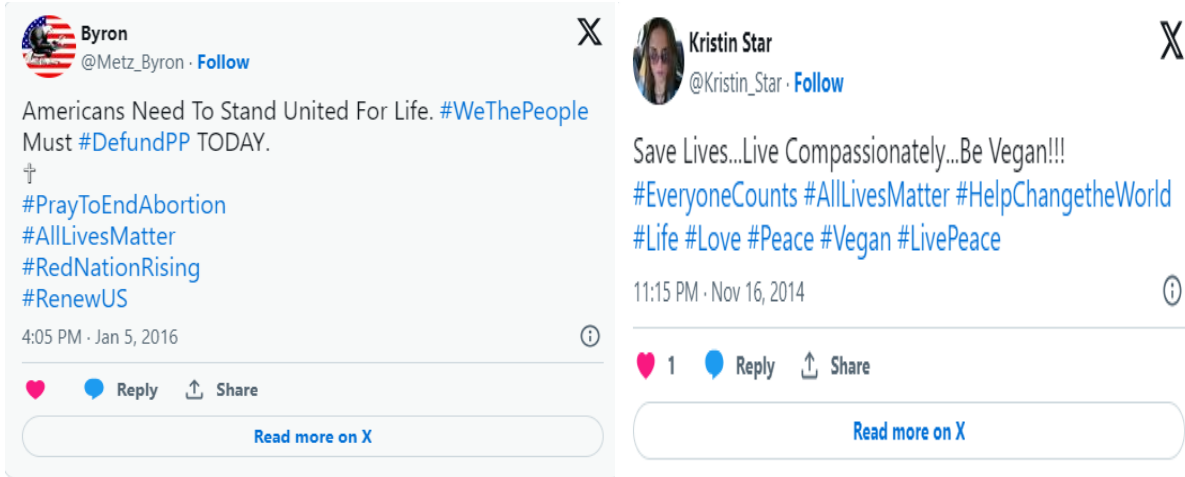 Byron
@Metz_Byron · Follow
Americans Need To Stand United For Life. #WeThePeople
Must #DefundPP TODAY.
✝
#PrayToEndAbortion
#AllLivesMatter
#RedNationRising
#RenewUS
4:05 PM · Jan 5, 2016
Reply Share
Read more on X
Kristin Star
@Kristin_Star · Follow
Save Lives...Live Compassionately...Be Vegan!!!
#EveryoneCounts #AllLivesMatter #HelpChangetheWorld
#Life #Love #Peace #Vegan #LivePeace
11:15 PM · Nov 16, 2014
1 Reply Share
Read more on X